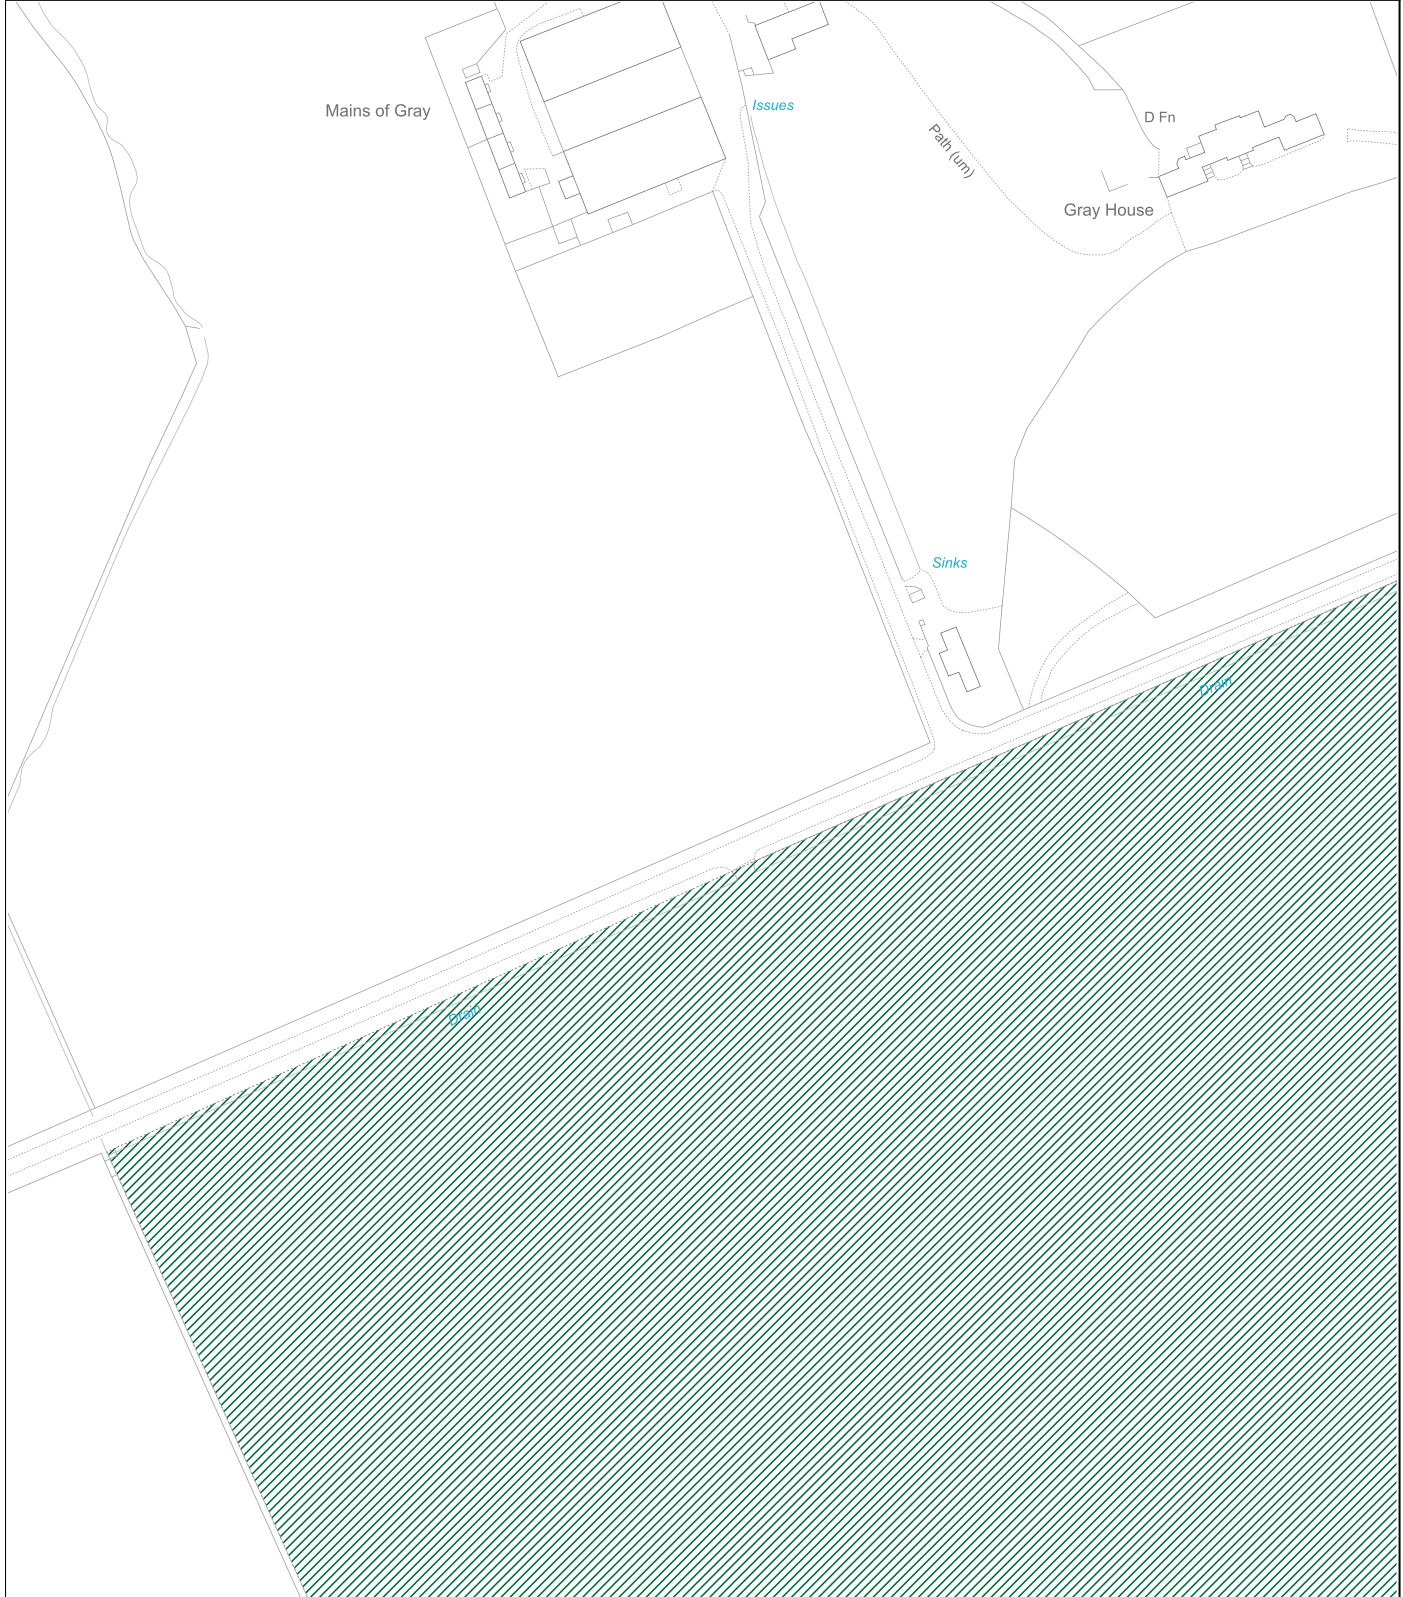 Issues
Mains of Gray
D Fn
Path (um)
Gray House
Sinks
Drain
Drain